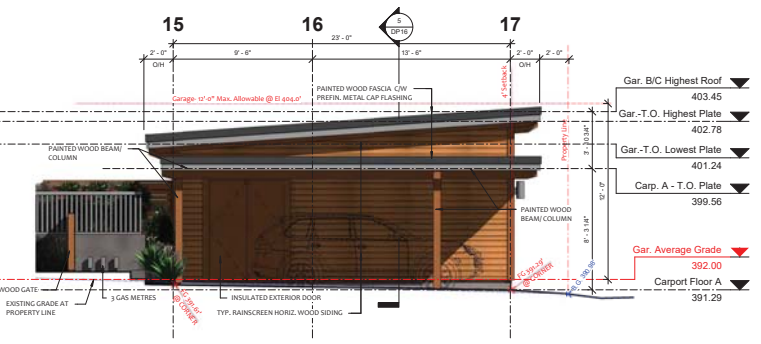 15
16
17
5
DP16
23' - 0"
2' - 0"
9' - 6"
13' - 6"
2' - 0"
2' - 0"
O/H
O/H
4' Setback
Garage- 12'-0" Max. Allowable @ El 404.0'
PAINTED WOOD FASCIA C/W
PREFIN. METAL CAP FLASHING
Property Line
Gar. B/C Highest Roof
403.45
Gar.-T.O. Highest Plate
402.78
Gar.-T.O. Lowest Plate
401.24
Carp. A - T.O. Plate
399.56
Gar. Average Grade
392.00
Carport Floor A
391.29
3' - 10 3/4"
12' - 0"
8' - 3 1/4"
PAINTED WOOD BEAM/
COLUMN
PAINTED WOOD
BEAM/ COLUMN
WOOD GATE
3 GAS METRES
EXISTING GRADE AT
PROPERTY LINE
@ CORNER
INSULATED EXTERIOR DOOR
TYP. RAINSCREEN HORIZ. WOOD SIDING
FG 391.29'
@ CORNER